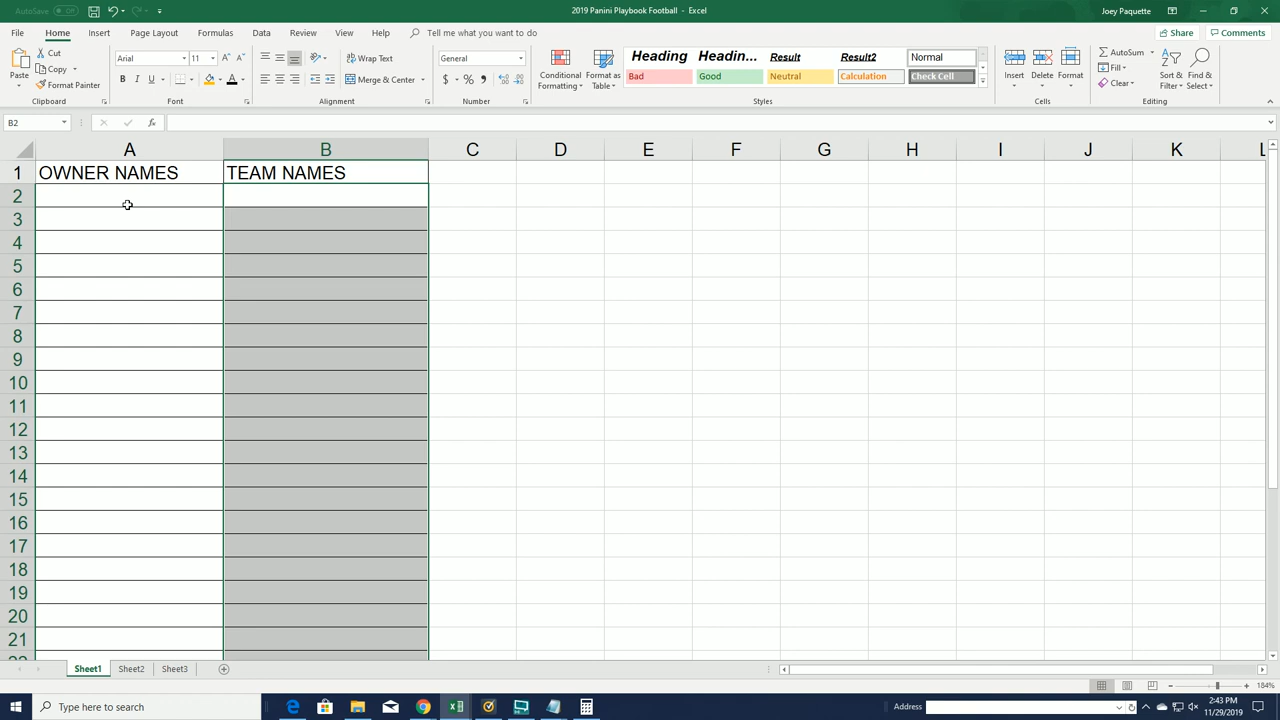 AutoSave Off
2019 Panini Playbook Football - Excel
Joey Paquette
File Home Insert Page Layout Formulas Data Review View Help Tell me what you want to do Share Comments
Paste Cut Copy Format Painter Clipboard
Arial 11 A A B I U A Font
ab Wrap Text Merge & Center Alignment
General $ % , Number
Conditional Formatting Format as Table
Heading Headin... Result Result2 Normal
Bad Good Neutral Calculation Check Cell
Styles
Insert Delete Format Cells
AutoSum Fill Clear Sort & Filter Find & Select Editing
B2 fx
A B C D E F G H I J K L
1 OWNER NAMES TEAM NAMES
2
3
4
5
6
7
8
9
10
11
12
13
14
15
16
17
18
19
20
21
Sheet1 Sheet2 Sheet3
184%
Type here to search
Address
2:43 PM
11/29/2019